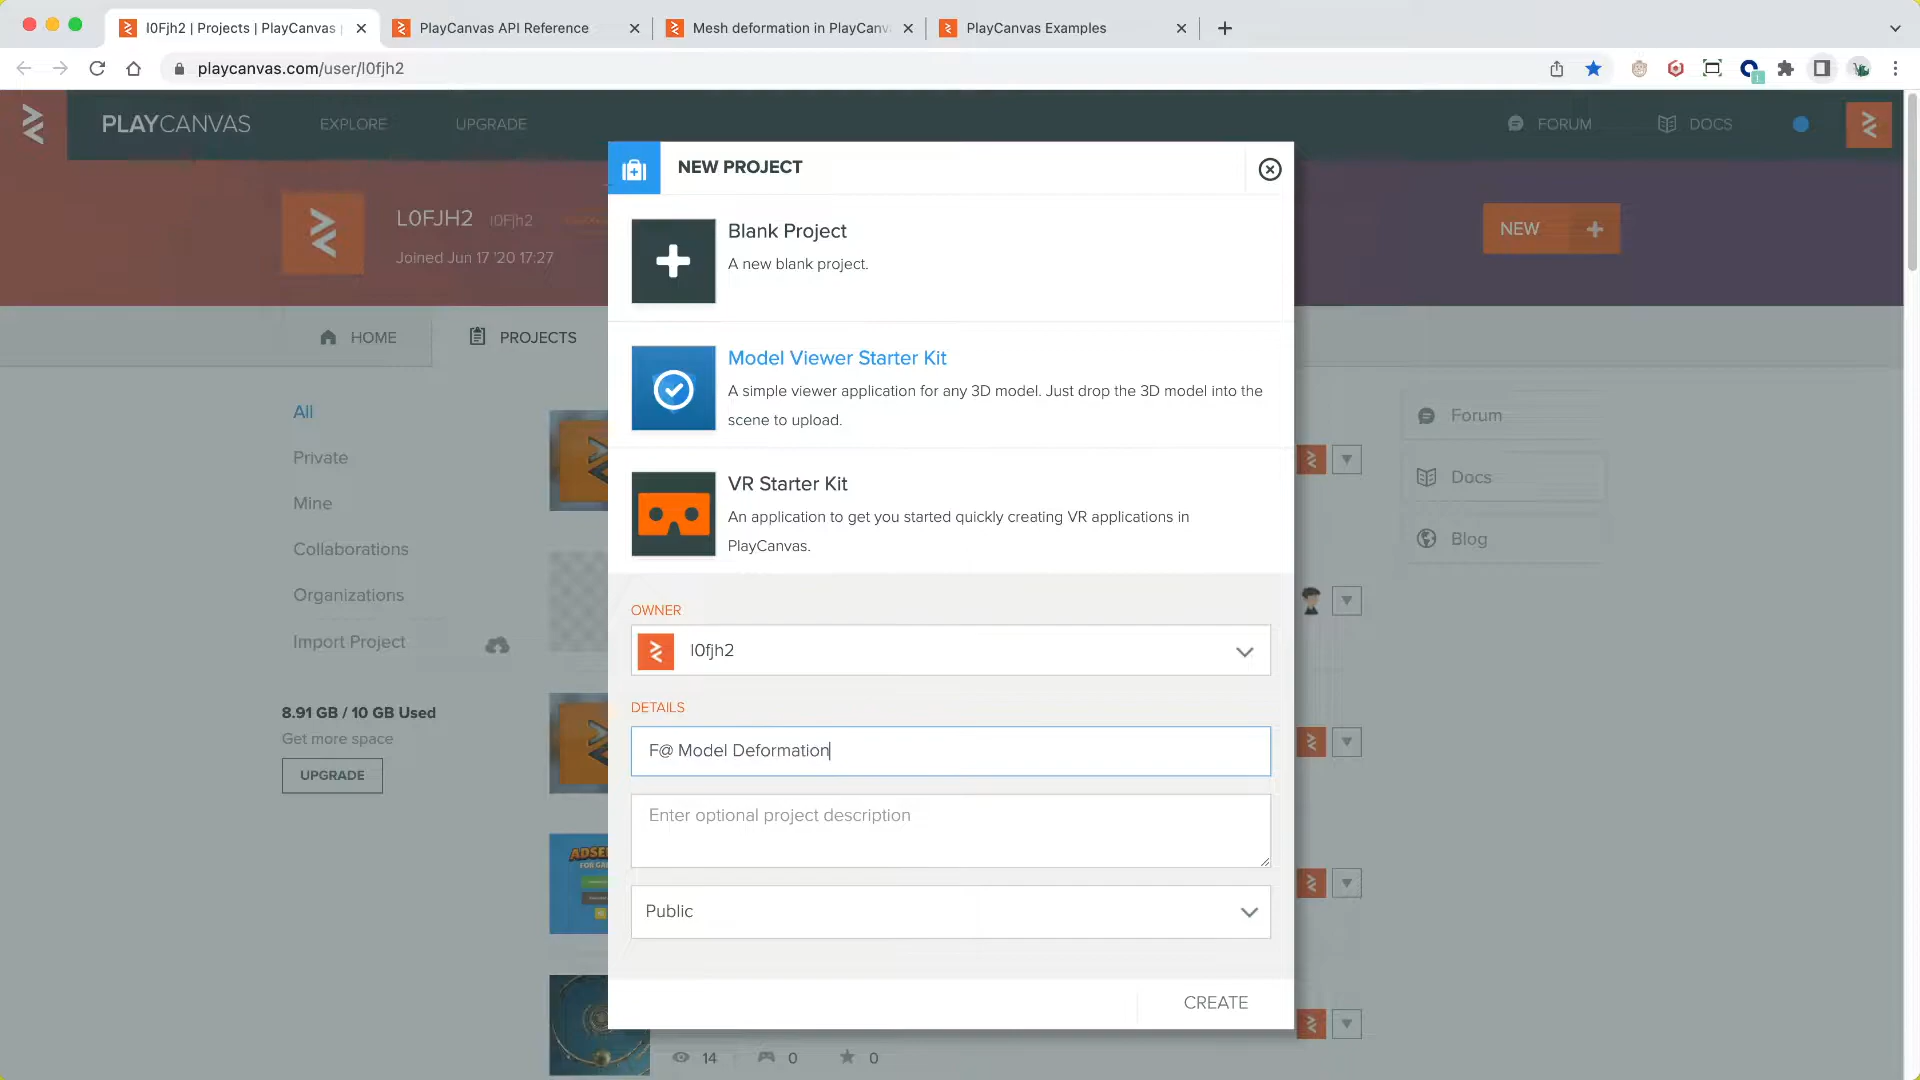 l0Fjh2 | Projects | PlayCanvas
PlayCanvas API Reference
Mesh deformation in PlayCanv
PlayCanvas Examples
playcanvas.com/user/l0fjh2
PLAYCANVAS
EXPLORE
UPGRADE
FORUM
DOCS
L0FJH2 l0Fjh2
Joined Jun 17 '20 17:27
NEW
HOME
PROJECTS
All
Private
Mine
Collaborations
Organizations
Import Project
8.91 GB / 10 GB Used
Get more space
UPGRADE
NEW PROJECT
Blank Project
A new blank project.
Model Viewer Starter Kit
A simple viewer application for any 3D model. Just drop the 3D model into the
scene to upload.
VR Starter Kit
An application to get you started quickly creating VR applications in
PlayCanvas.
OWNER
l0fjh2
DETAILS
F@ Model Deformation
Enter optional project description
Public
CREATE
14 0 0
Forum
Docs
Blog